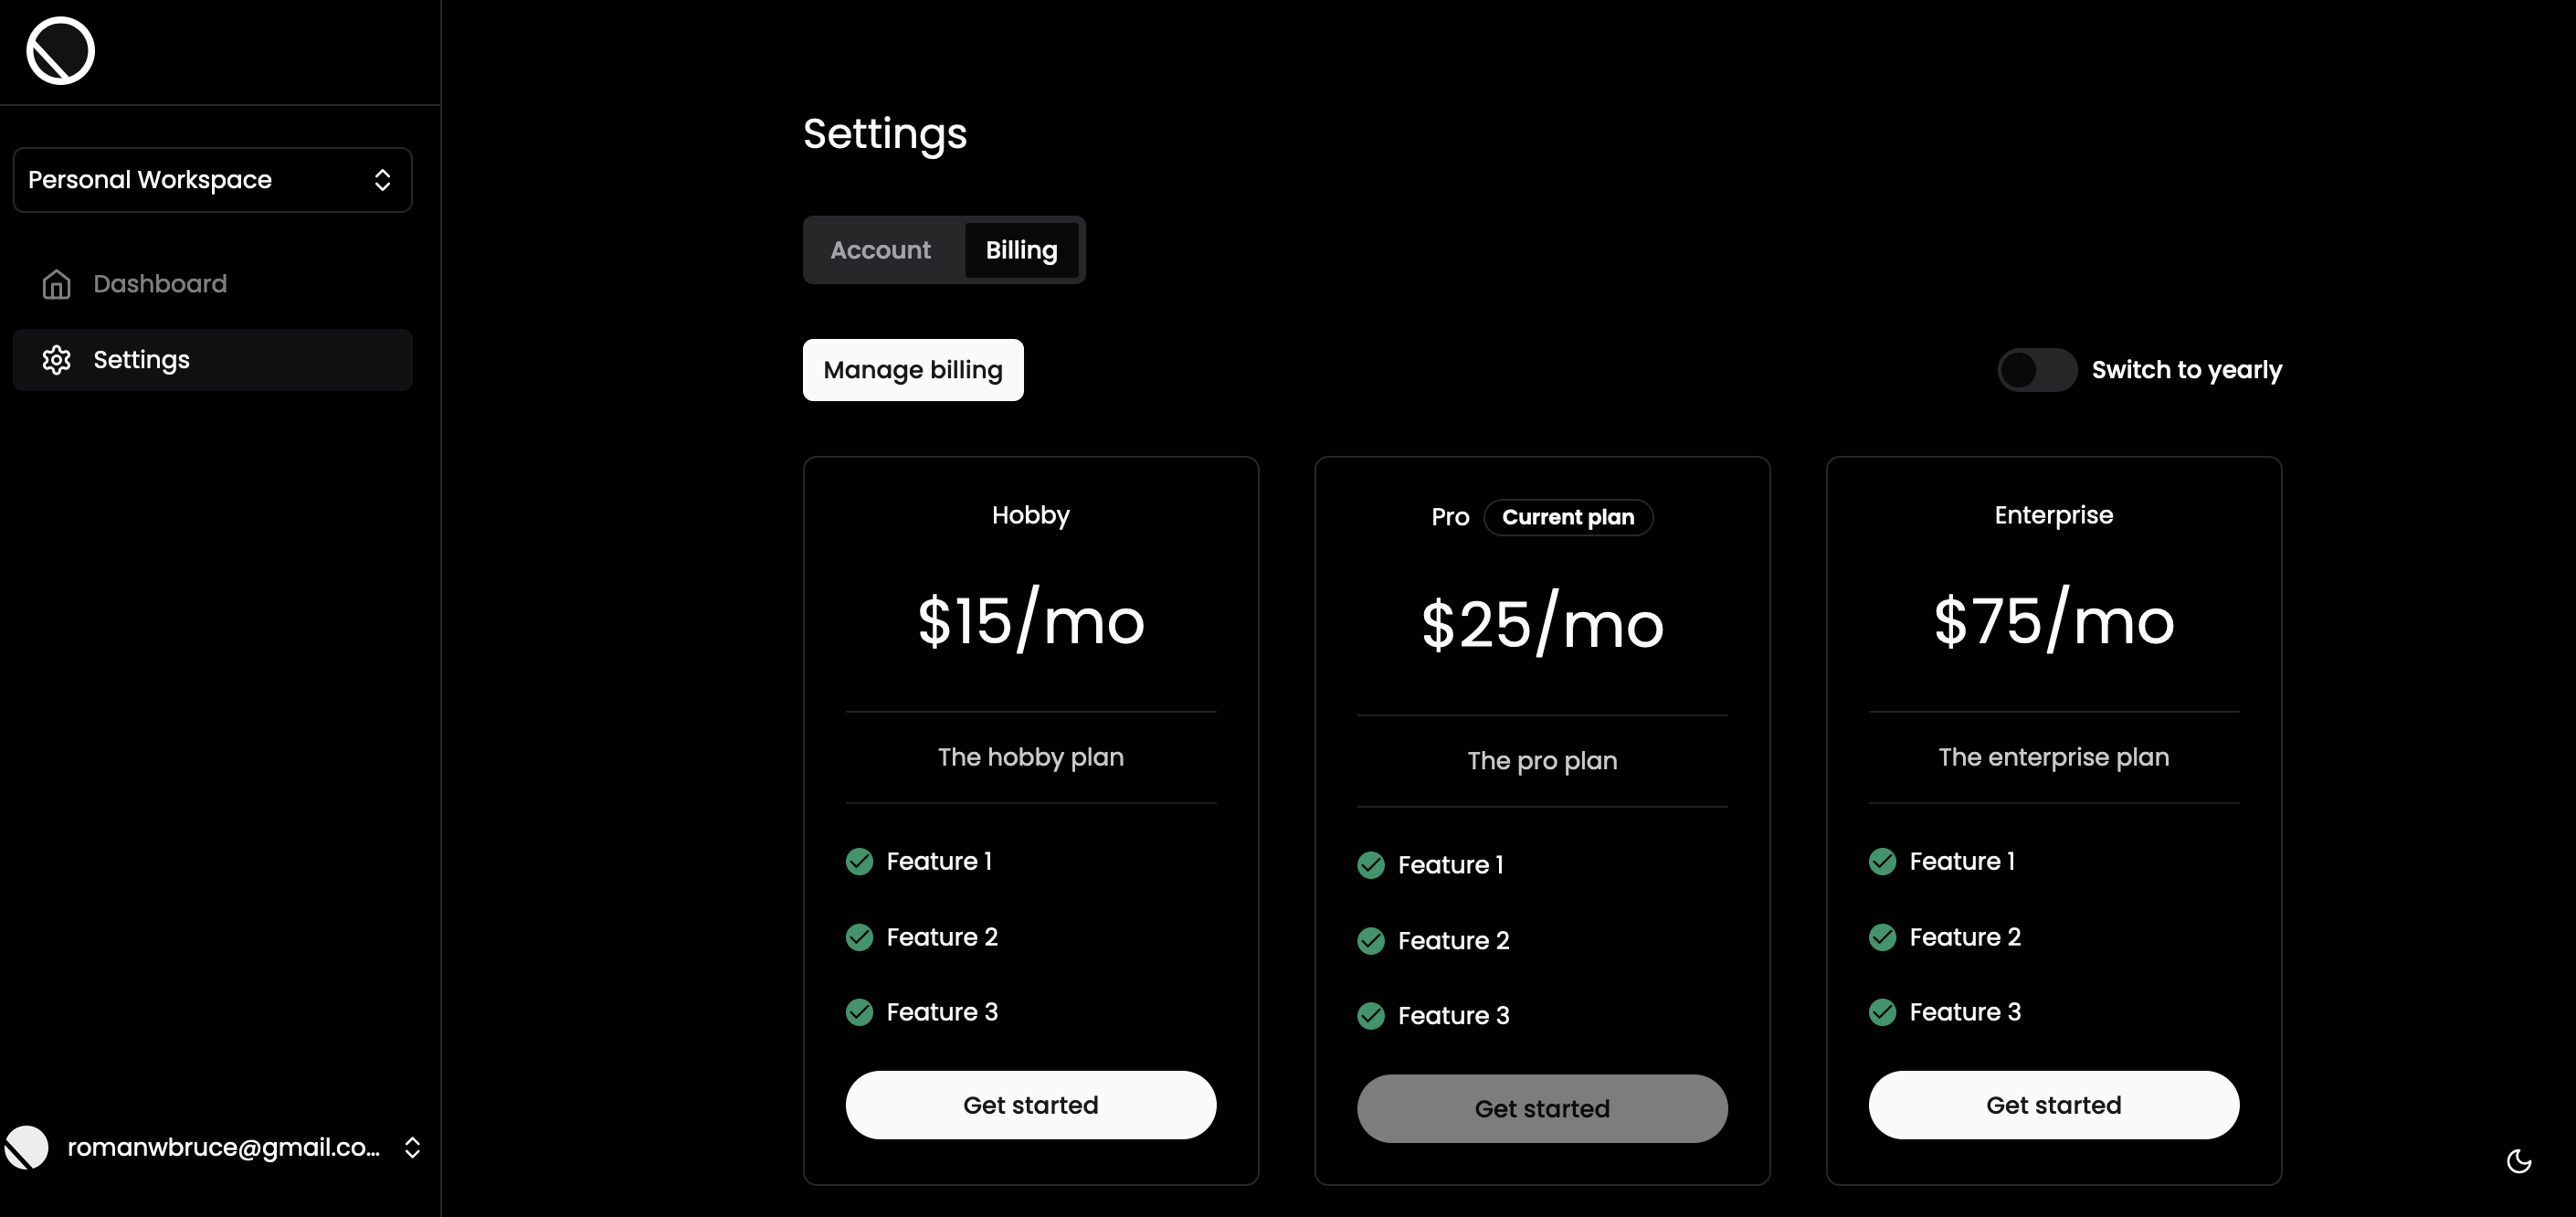 Personal Workspace
Dashboard
Settings
romanwbruce@gmail.co...
Settings
Account
Billing
Manage billing
Switch to yearly
Hobby
$15/mo
The hobby plan
Feature 1
Feature 2
Feature 3
Get started
Pro
Current plan
$25/mo
The pro plan
Feature 1
Feature 2
Feature 3
Get started
Enterprise
$75/mo
The enterprise plan
Feature 1
Feature 2
Feature 3
Get started